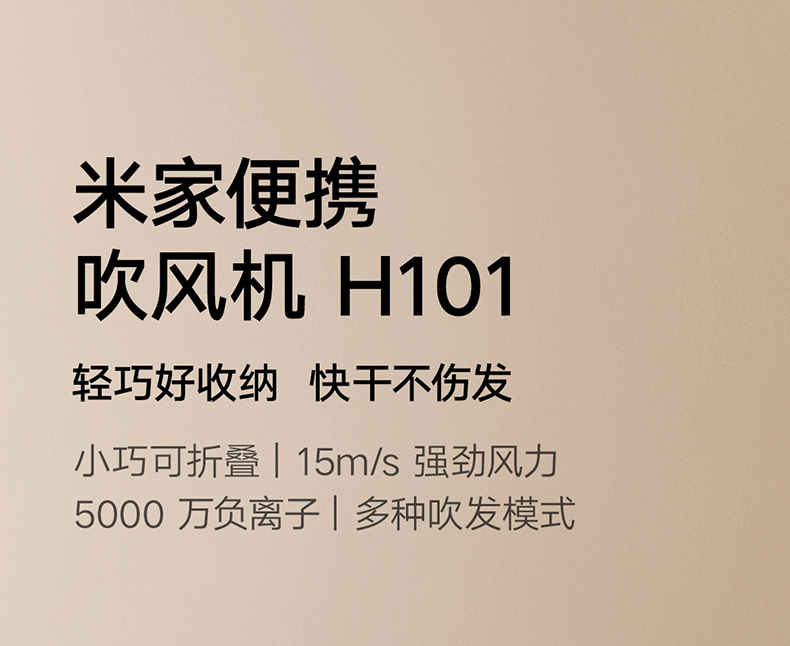 米家便携
吹风机 H101
轻巧好收纳 快干不伤发
小巧可折叠 | 15m/s 强劲风力
5000 万负离子 | 多种吹发模式